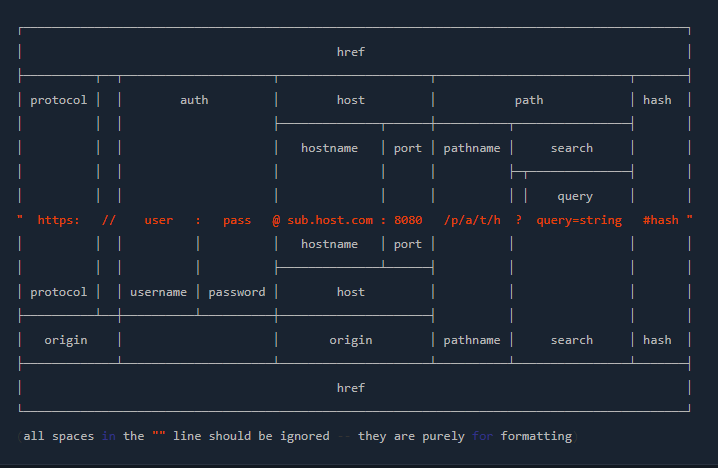 href
protocol auth host path hash
hostname port pathname search
query
" https: // user : pass @ sub.host.com : 8080 /p/a/t/h ? query=string #hash "
hostname port
protocol username password host
origin origin pathname search hash
href
(all spaces in the "" line should be ignored -- they are purely for formatting)